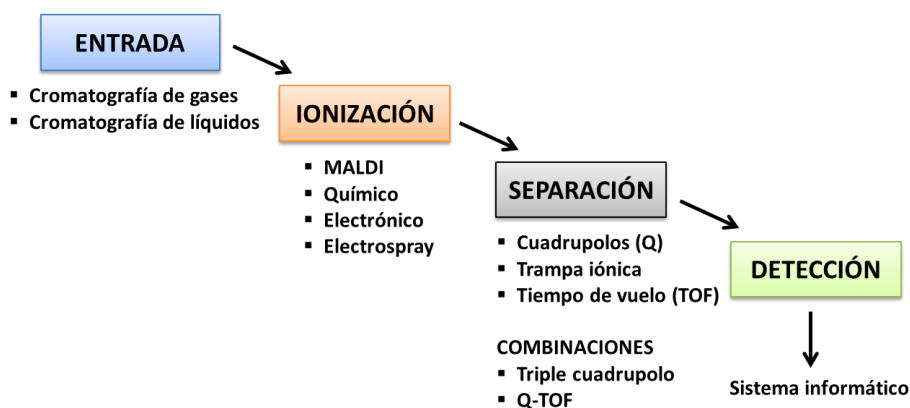 ENTRADA
▪ Cromatografía de gases
▪ Cromatografía de líquidos
IONIZACIÓN
▪ MALDI
▪ Químico
▪ Electrónico
▪ Electrospray
SEPARACIÓN
▪ Cuadrupolos (Q)
▪ Trampa iónica
▪ Tiempo de vuelo (TOF)
COMBINACIONES
▪ Triple cuadrupolo
▪ Q-TOF
DETECCIÓN
Sistema informático